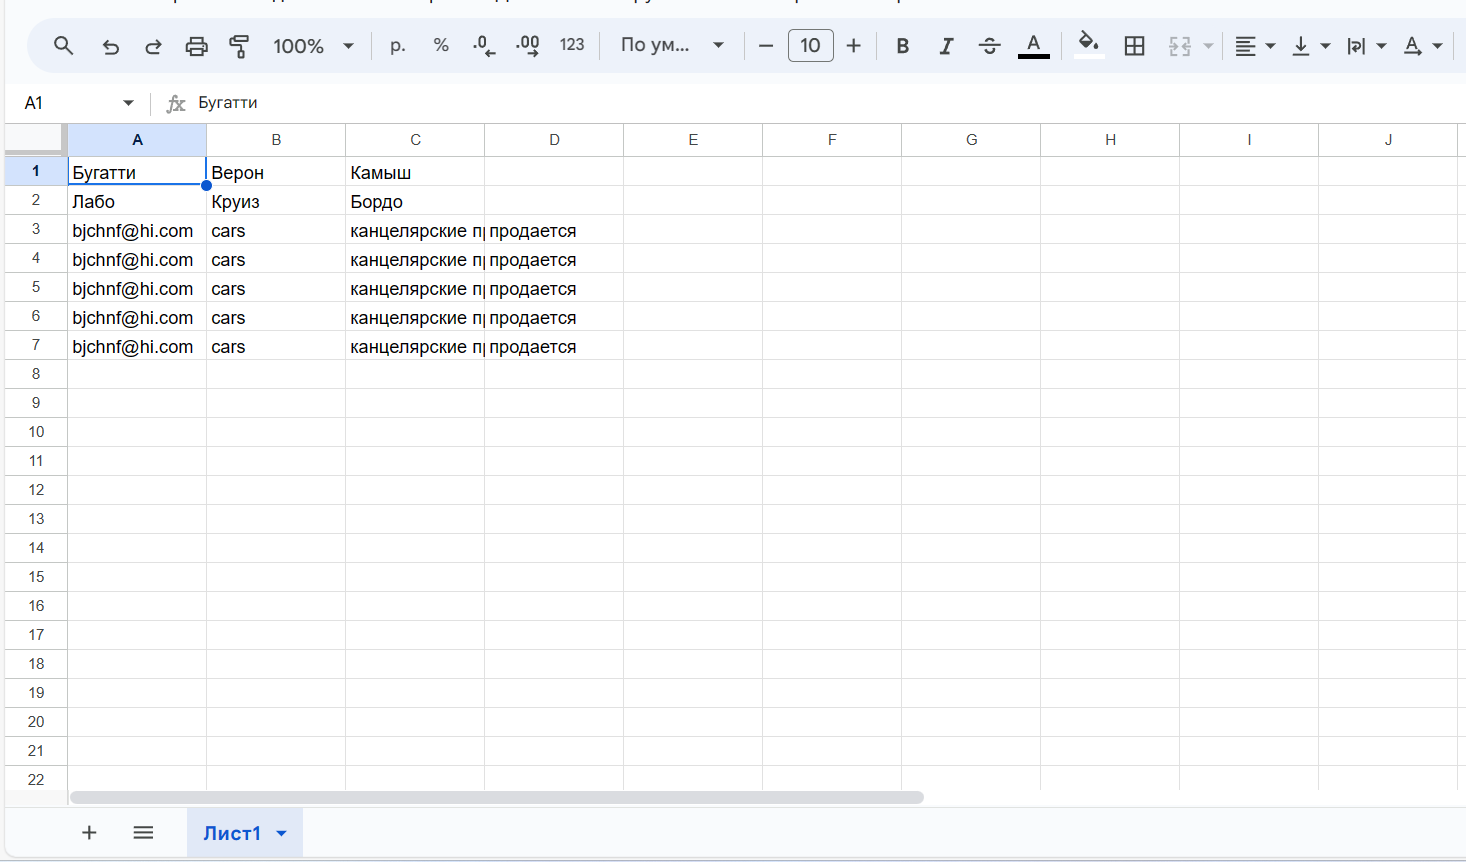 100% р. % .0 .00 123 По ум... 10 B I S A A
A1 fx Бугатти
A B C D E F G H I J
1 Бугатти Верон Камыш
2 Лабо Круиз Бордо
3 bjchnf@hi.com cars канцелярские продается
4 bjchnf@hi.com cars канцелярские продается
5 bjchnf@hi.com cars канцелярские продается
6 bjchnf@hi.com cars канцелярские продается
7 bjchnf@hi.com cars канцелярские продается
8
9
10
11
12
13
14
15
16
17
18
19
20
21
22
Лист1